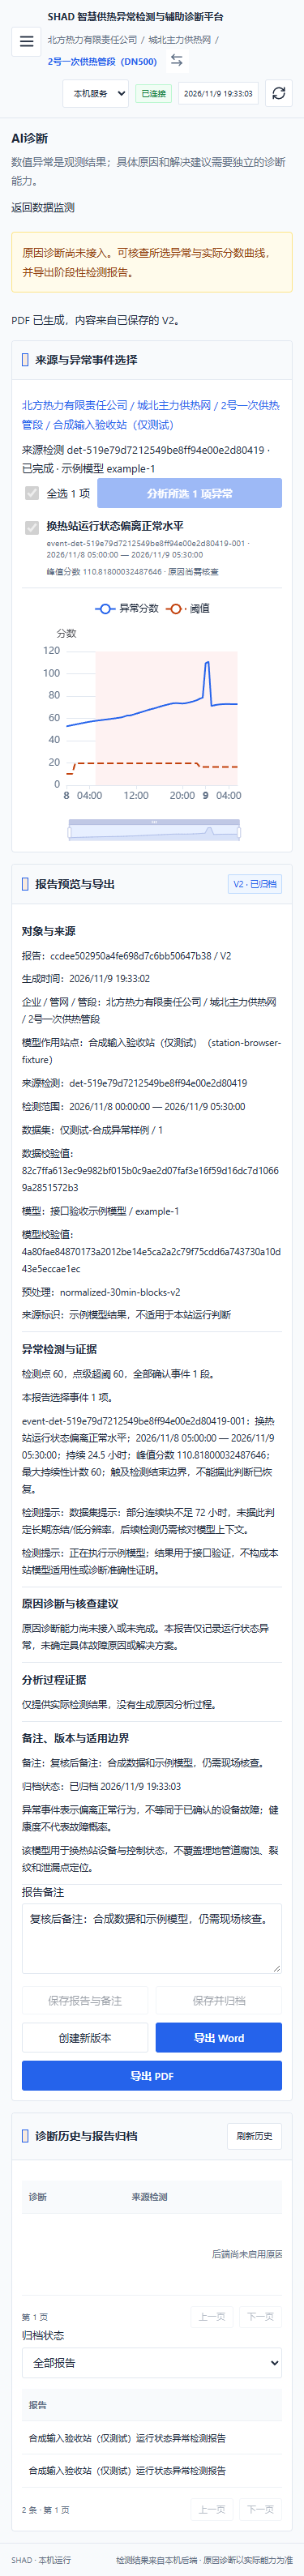 SHAD 智慧供热异常检测与辅助诊断平台
北方热力有限责任公司 / 城北主力供热网 /
2号一次供热管段（DN500）
本机服务
已连接
2026/11/9 19:33:03
AI诊断
数值异常是观测结果；具体原因和解决建议需要独立的诊断
能力。
返回数据监测
原因诊断尚未接入。可核查所选异常与实际分数曲线，
并导出阶段性检测报告。
PDF 已生成，内容来自已保存的 V2。
来源与异常事件选择
北方热力有限责任公司 / 城北主力供热网 / 2号一次供热
管段 / 合成输入验收站（仅测试）
来源检测 det-519e79d7212549be8ff94e00e2d80419 ·
已完成 · 示例模型 example-1
全选 1 项
分析所选 1 项异常
换热站运行状态偏离正常水平
event-det-519e79d7212549be8ff94e00e2d80419-001 ·
2026/11/8 05:00:00 — 2026/11/9 05:30:00
峰值分数 110.81800032487646 · 原因尚需核查
异常分数
阈值
分数
120
100
80
60
40
20
0
8 04:00 12:00 20:00 9 04:00
报告预览与导出
V2 · 已归档
对象与来源
报告：ccdee502950a4fe698d7c6bb50647b38 / V2
生成时间：2026/11/9 19:33:02
企业 / 管网 / 管段：北方热力有限责任公司 / 城北主力供热网
/ 2号一次供热管段
模型作用站点：合成输入验收站（仅测试）（station-browser-
fixture）
来源检测：det-519e79d7212549be8ff94e00e2d80419
检测范围：2026/11/8 00:00:00 — 2026/11/9 05:30:00
数据集：仅测试-合成异常样例 / 1
数据校验值：
82c7ffa613ec9e982bf015b0c9ae2d07faf3e16f59d16dc7d1066
9a2851572b3
模型：接口验收示例模型 / example-1
模型校验值：
4a80fae84870173a2012be14e5ca2a2c79f75cdd6a743730a10d
43e5eccae1ec
预处理：normalized-30min-blocks-v2
来源标识：示例模型结果，不适用于本站运行判断
异常检测与证据
检测点 60，点级超阈 60，全部确认事件 1 段。
本报告选择事件 1 项。
event-det-519e79d7212549be8ff94e00e2d80419-001：换热
站运行状态偏离正常水平；2026/11/8 05:00:00 — 2026/11/9
05:30:00；持续 24.5 小时；峰值分数 110.81800032487646；
最大持续性计数 60；触及检测结束边界，不能据此判断已恢
复。
检测提示：数据集提示：部分连续块不足 72 小时，未据此判
定长期冻结/低分辨率，后续检测仍需核对模型上下文。
检测提示：正在执行示例模型；结果用于接口验证，不构成本
站模型适用性或诊断准确性证明。
原因诊断与核查建议
原因诊断能力尚未接入或未完成。本报告仅记录运行状态异
常，未确定具体故障原因或解决方案。
分析过程证据
仅提供实际检测结果，没有生成原因分析过程。
备注、版本与适用边界
备注：复核后备注：合成数据和示例模型，仍需现场核查。
归档状态：已归档 2026/11/9 19:33:03
异常事件表示偏离正常行为，不等同于已确认的设备故障；健
康度不代表故障概率。
该模型用于换热站设备与控制状态，不覆盖埋地管道腐蚀、裂
纹和泄漏点定位。
报告备注
复核后备注：合成数据和示例模型，仍需现场核查。
保存报告与备注
保存并归档
创建新版本
导出 Word
导出 PDF
诊断历史与报告归档
刷新历史
诊断
来源检测
后端尚未启用原因
第 1 页
上一页
下一页
归档状态
全部报告
报告
合成输入验收站（仅测试）运行状态异常检测报告
合成输入验收站（仅测试）运行状态异常检测报告
2 条 · 第 1 页
上一页
下一页
SHAD · 本机运行
检测结果来自本机后端 · 原因诊断以实际能力为准